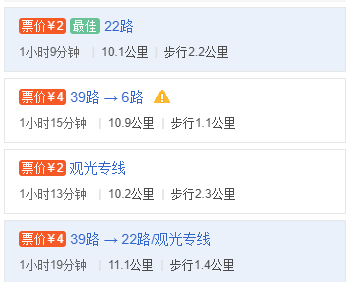 票价¥2 最佳 22路
1小时9分钟 | 10.1公里 | 步行2.2公里
票价¥4 39路 → 6路
1小时15分钟 | 10.9公里 | 步行1.1公里
票价¥2 观光专线
1小时13分钟 | 10.2公里 | 步行2.3公里
票价¥4 39路 → 22路/观光专线
1小时19分钟 | 11.1公里 | 步行1.4公里